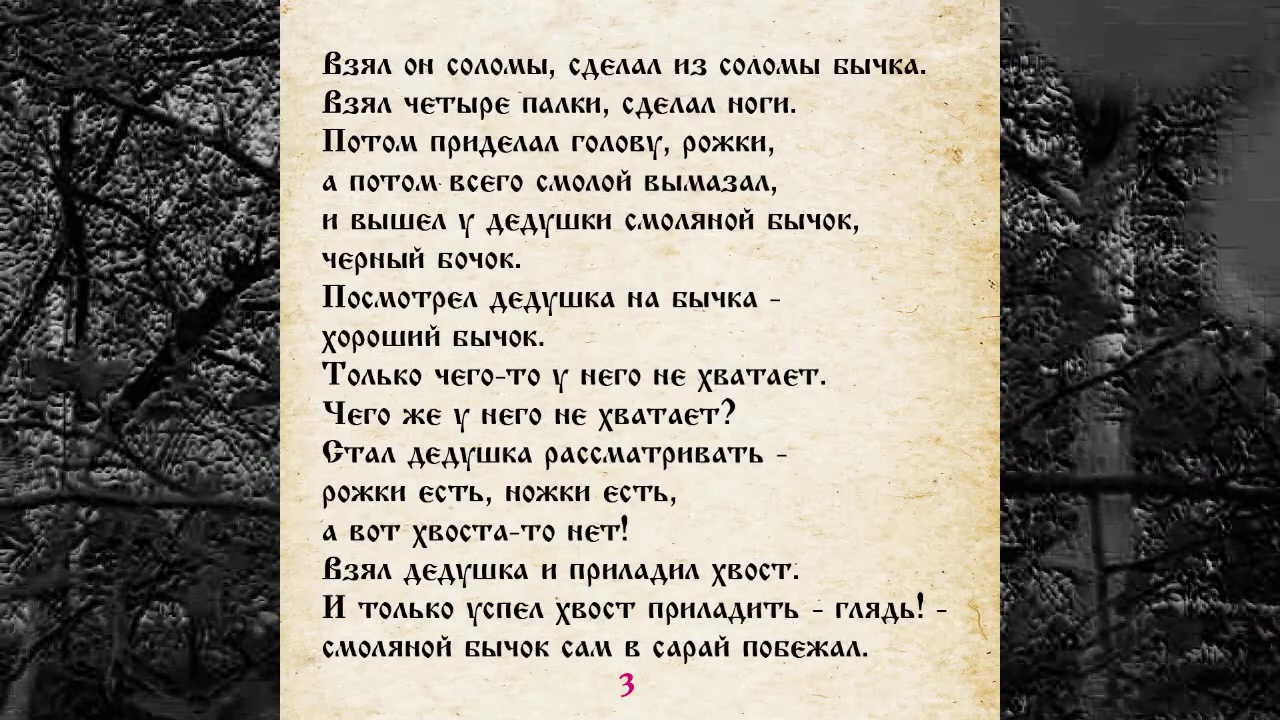 Взял он соломы, сделал из соломы бычка.
Взял четыре палки, сделал ноги.
Потом приделал голову, рожки,
а потом всего смолой вымазал,
и вышел у дедушки смоляной бычок,
черный бочок.
Посмотрел дедушка на бычка -
хороший бычок.
Только чего-то у него не хватает.
Чего же у него не хватает?
Стал дедушка рассматривать -
рожки есть, ножки есть,
а вот хвоста-то нет!
Взял дедушка и приладил хвост.
И только успел хвост приладить - глядь! -
смоляной бычок сам в сарай побежал.
3